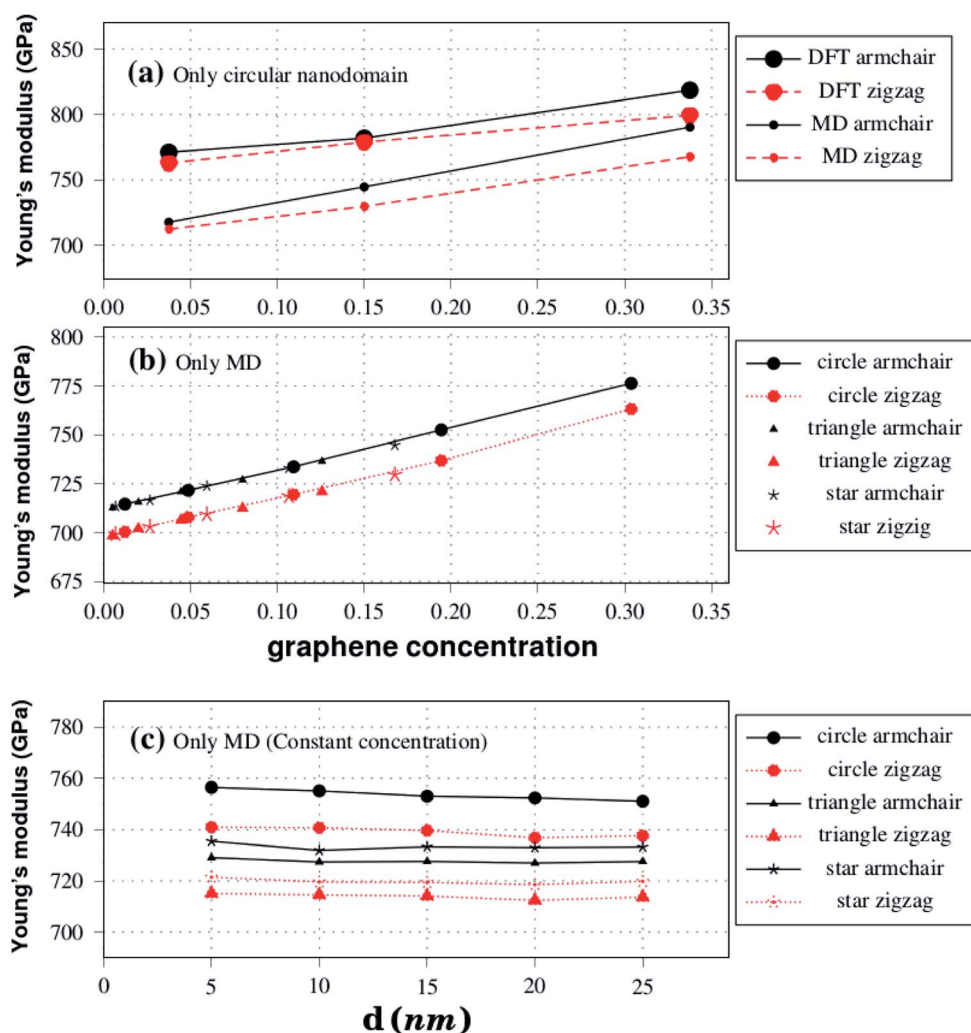 Young's modulus (GPa)
850
800
750
700
(a) Only circular nanodomain
0.00 0.05 0.10 0.15 0.20 0.25 0.30 0.35
DFT armchair
DFT zigzag
MD armchair
MD zigzag
Young's modulus (GPa)
800
775
750
725
700
675
(b) Only MD
0.00 0.05 0.10 0.15 0.20 0.25 0.30 0.35
graphene concentration
circle armchair
circle zigzag
triangle armchair
triangle zigzag
star armchair
star zigzig
Young's modulus (GPa)
780
760
740
720
700
(c) Only MD (Constant concentration)
5 10 15 20 25
d (nm)
circle armchair
circle zigzag
triangle armchair
triangle zigzag
star armchair
star zigzag